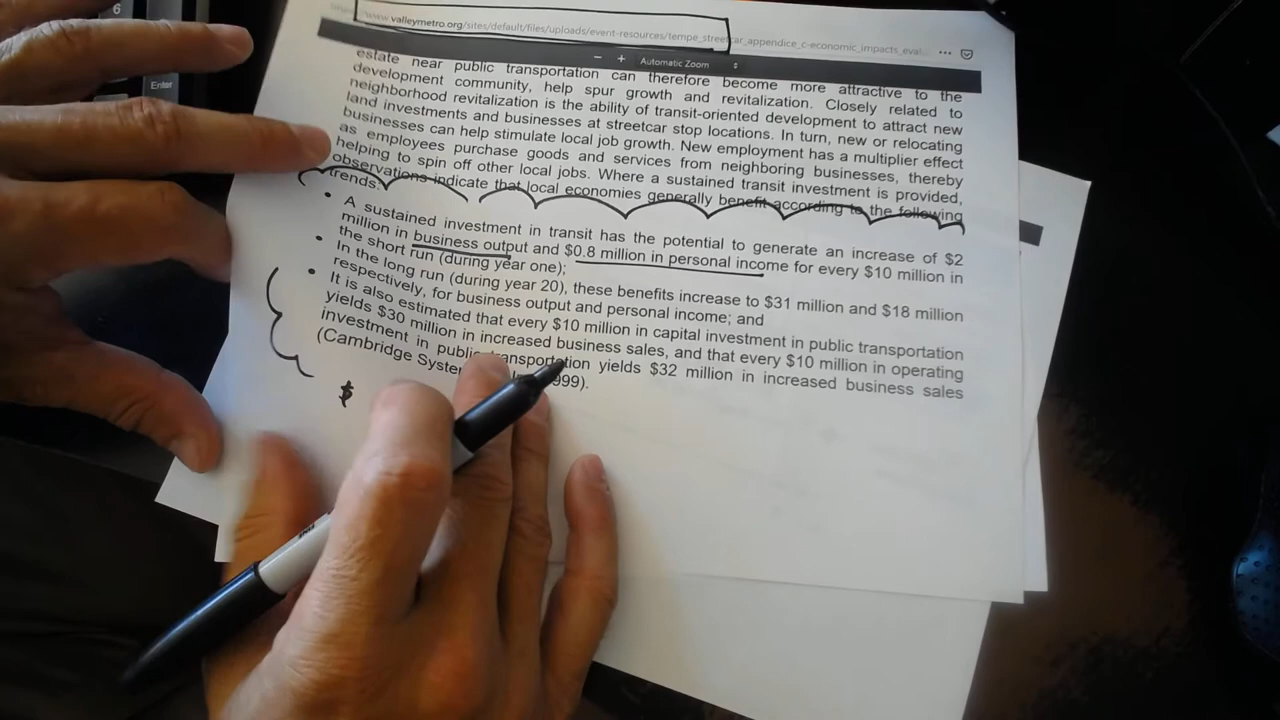 6
Enter
www.valleymetro.org/sites/default/files/uploads/event-resources/tempe_streetcar_appendice_c-economic_impacts_eval...
− + Automatic Zoom
estate near public transportation can therefore become more attractive to the
development community, help spur growth and revitalization. Closely related to
neighborhood revitalization is the ability of transit-oriented development to attract new
land investments and businesses at streetcar stop locations. In turn, new or relocating
businesses can help stimulate local job growth. New employment has a multiplier effect
as employees purchase goods and services from neighboring businesses, thereby
helping to spin off other local jobs. Where a sustained transit investment is provided,
observations indicate that local economies generally benefit according to the following
trends:
• A sustained investment in transit has the potential to generate an increase of $2
million in business output and $0.8 million in personal income for every $10 million in
the short run (during year one);
• In the long run (during year 20), these benefits increase to $31 million and $18 million
respectively, for business output and personal income; and
• It is also estimated that every $10 million in capital investment in public transportation
yields $30 million in increased business sales, and that every $10 million in operating
investment in public transportation yields $32 million in increased business sales
(Cambridge System 999).
$